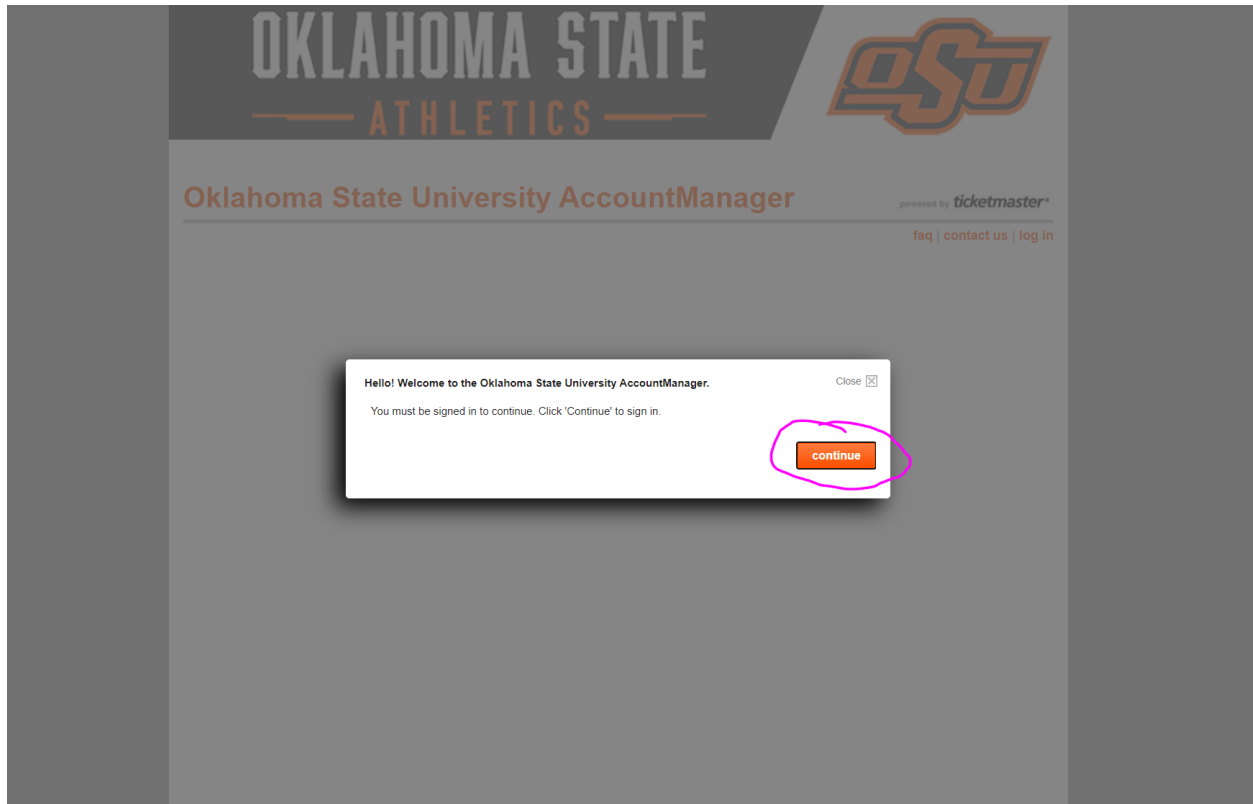 OKLAHOMA STATE
ATHLETICS
OSU
Oklahoma State University AccountManager
powered by ticketmaster®
faq | contact us | log in
Hello! Welcome to the Oklahoma State University AccountManager.
Close
You must be signed in to continue. Click 'Continue' to sign in.
continue